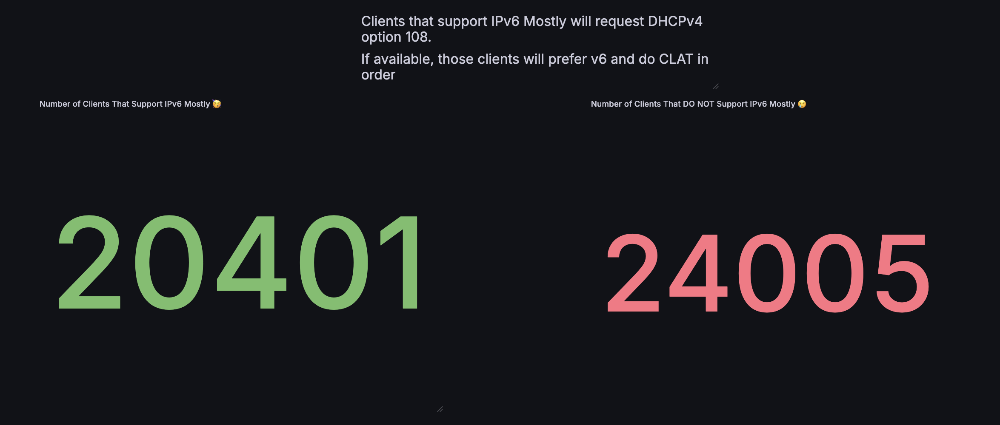 Clients that support IPv6 Mostly will request DHCPv4
option 108.
If available, those clients will prefer v6 and do CLAT in
order
Number of Clients That Support IPv6 Mostly 🥳
Number of Clients That DO NOT Support IPv6 Mostly 😢
20401
24005